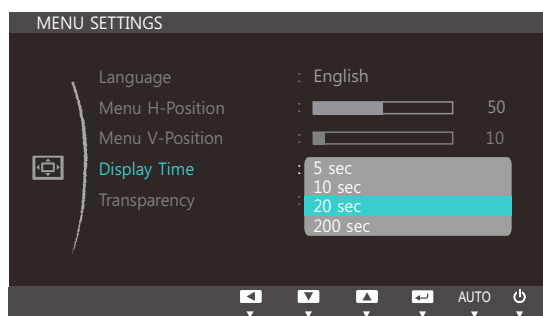 MENU SETTINGS
Language : English
Menu H-Position : 50
Menu V-Position : 10
Display Time : 5 sec
10 sec
20 sec
Transparency : 200 sec
AUTO